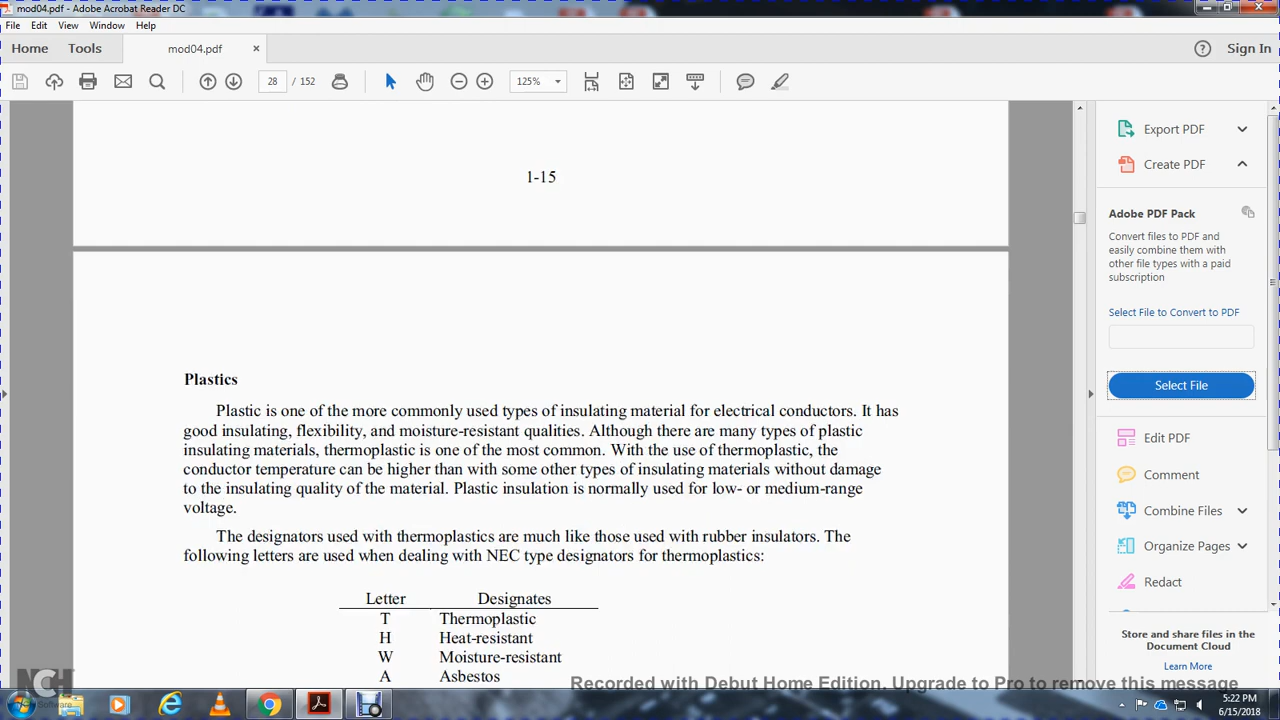 mod04.pdf - Adobe Acrobat Reader DC
File Edit View Window Help
Home Tools mod04.pdf × Sign In
28 / 152 125%
1-15
Plastics
Plastic is one of the more commonly used types of insulating material for electrical conductors. It has
good insulating, flexibility, and moisture-resistant qualities. Although there are many types of plastic
insulating materials, thermoplastic is one of the most common. With the use of thermoplastic, the
conductor temperature can be higher than with some other types of insulating materials without damage
to the insulating quality of the material. Plastic insulation is normally used for low- or medium-range
voltage.
The designators used with thermoplastics are much like those used with rubber insulators. The
following letters are used when dealing with NEC type designators for thermoplastics:
Letter Designates
T Thermoplastic
H Heat-resistant
W Moisture-resistant
A Asbestos
Export PDF
Create PDF
Adobe PDF Pack
Convert files to PDF and
easily combine them with
other file types with a paid
subscription
Select File to Convert to PDF
Select File
Edit PDF
Comment
Combine Files
Organize Pages
Redact
Store and share files in the
Document Cloud
Learn More
NCH
Software
Recorded with Debut Home Edition. Upgrade to Pro to remove this message
5:22 PM
6/15/2018